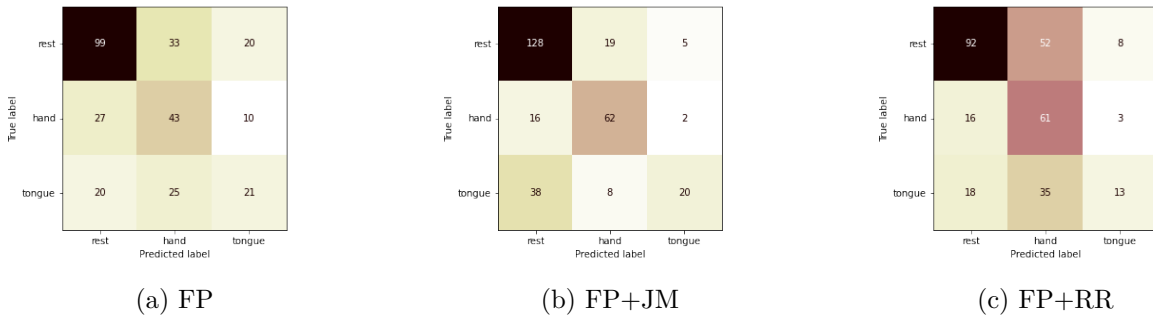 rest
99 33 20
hand
27 43 10
tongue
20 25 21
True label
rest hand tongue
Predicted label
(a) FP
rest
128 19 5
hand
16 62 2
tongue
38 8 20
True label
rest hand tongue
Predicted label
(b) FP+JM
rest
92 52 8
hand
16 61 3
tongue
18 35 13
True label
rest hand tongue
Predicted label
(c) FP+RR